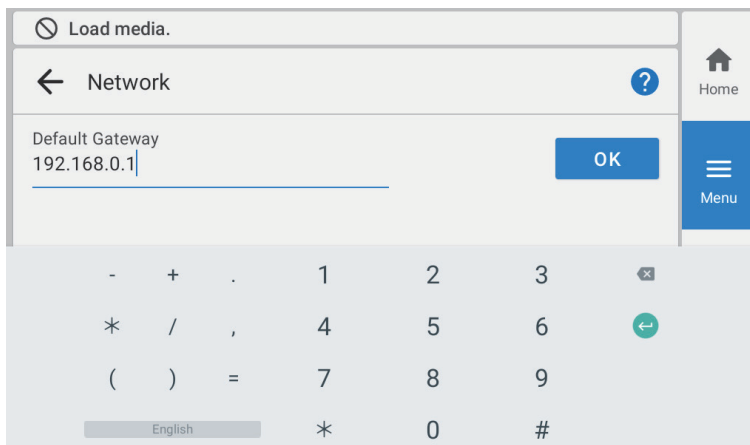 Load media.
Network
?
Home
Default Gateway
192.168.0.1
OK
Menu
- + . 1 2 3
* / , 4 5 6
( ) = 7 8 9
English * 0 #